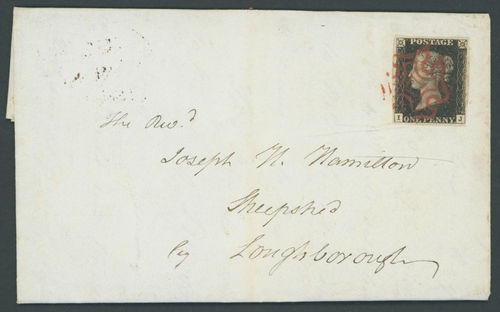 POSTAGE
I J
ONE PENNY
The Revd
Joseph H. Hamilton
Sheepshed
by Loughborough